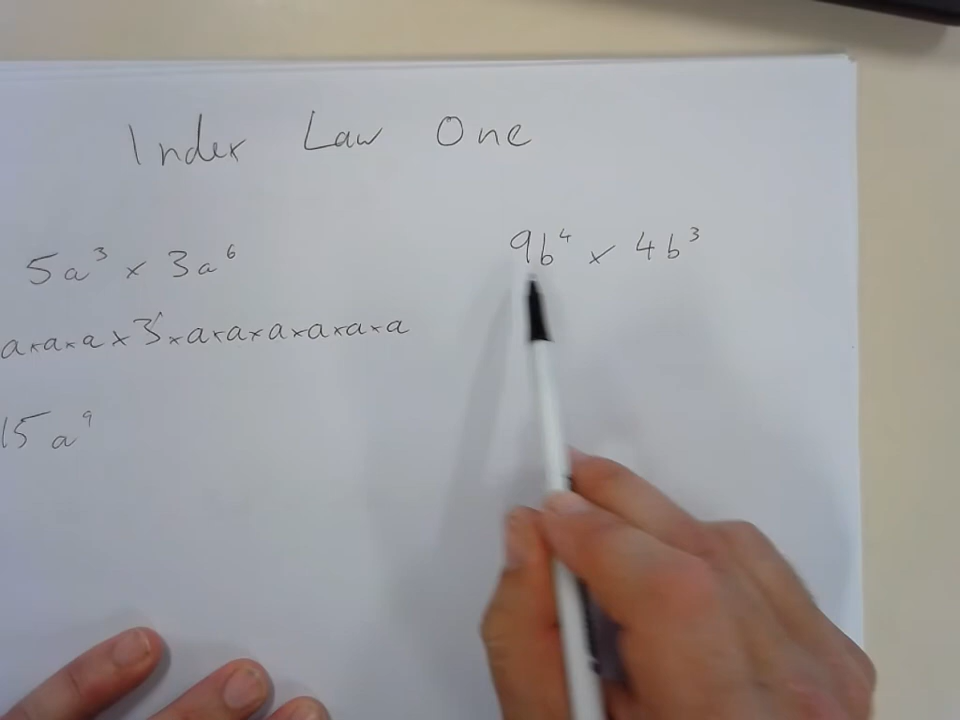 Index Law One
5a³ × 3a⁶
a×a×a×3×a×a×a×a×a×a
15a⁹
9b⁴ × 4b³